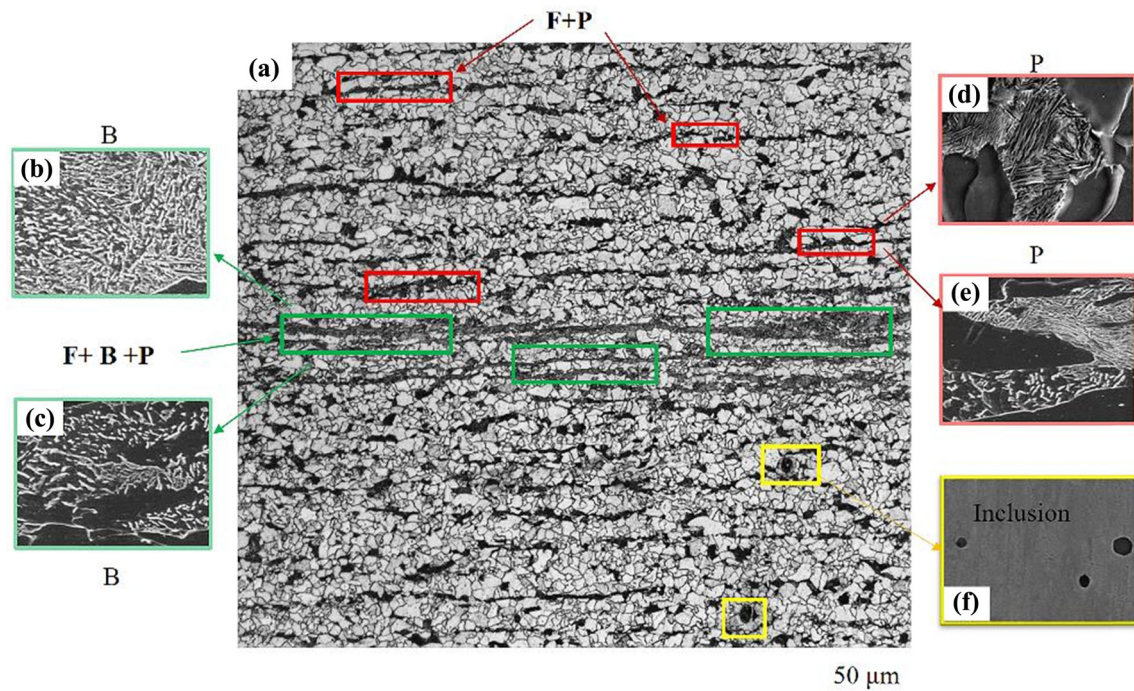 F+P
(a)
P
(d)
B
(b)
P
(e)
F+ B +P
(c)
B
Inclusion
(f)
50 μm